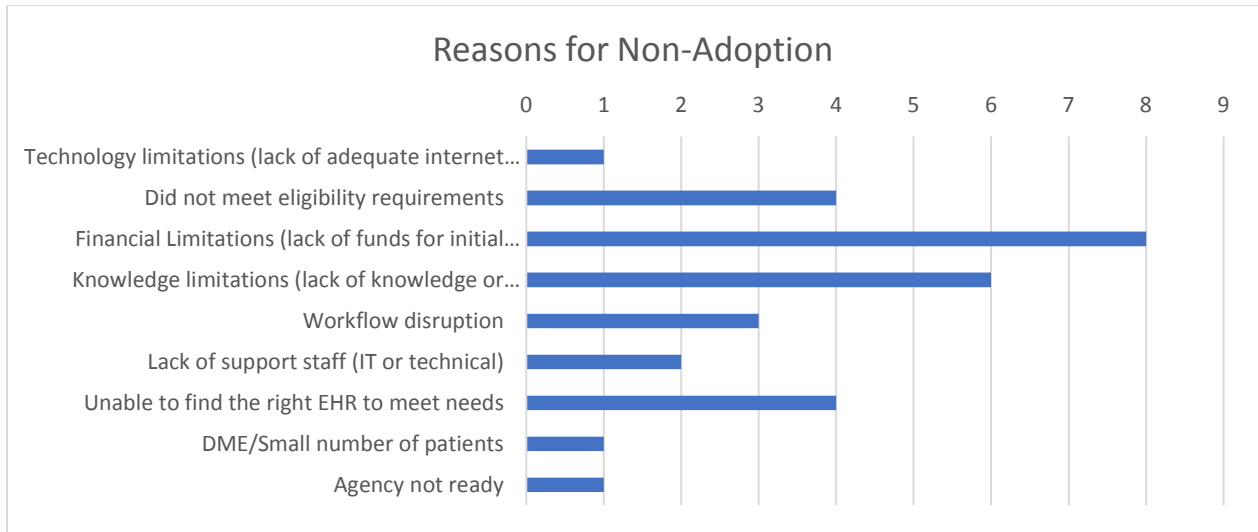 Reasons for Non-Adoption
0 1 2 3 4 5 6 7 8 9
Technology limitations (lack of adequate internet...
Did not meet eligibility requirements
Financial Limitations (lack of funds for initial...
Knowledge limitations (lack of knowledge or...
Workflow disruption
Lack of support staff (IT or technical)
Unable to find the right EHR to meet needs
DME/Small number of patients
Agency not ready